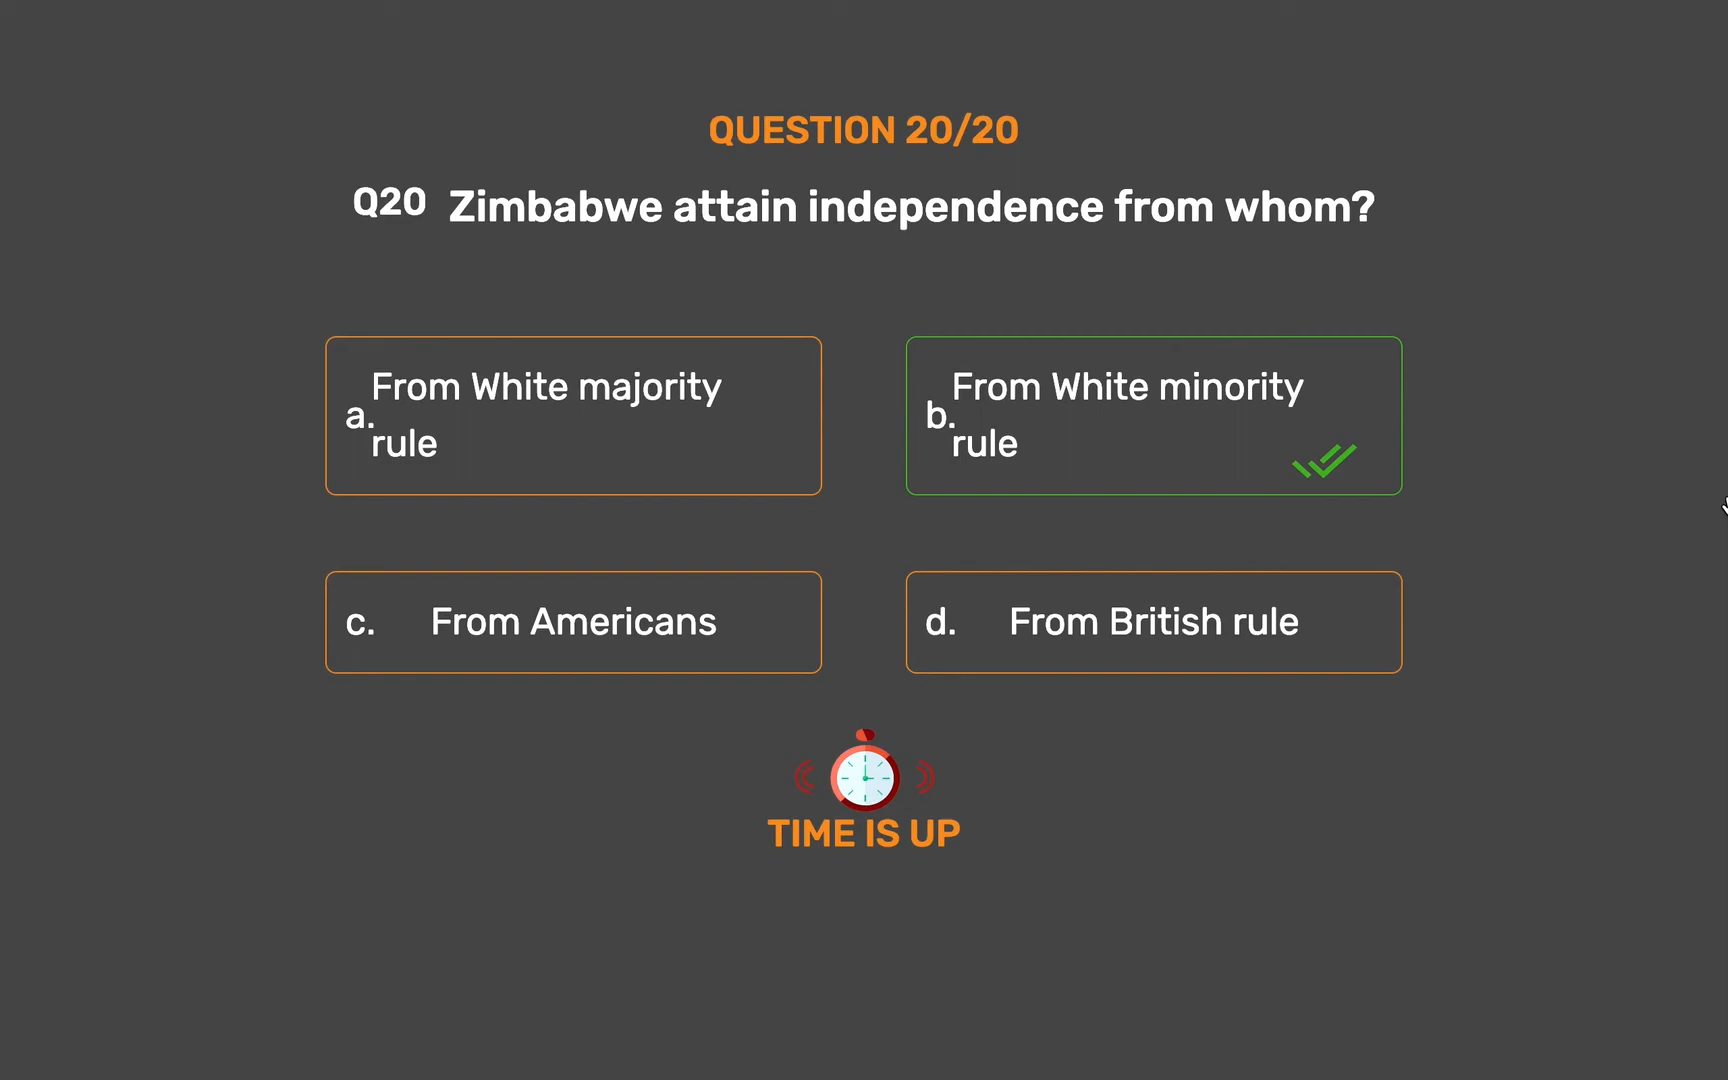 QUESTION 20/20
Q20 Zimbabwe attain independence from whom?
a. From White majority
rule
b. From White minority
rule
c. From Americans
d. From British rule
TIME IS UP